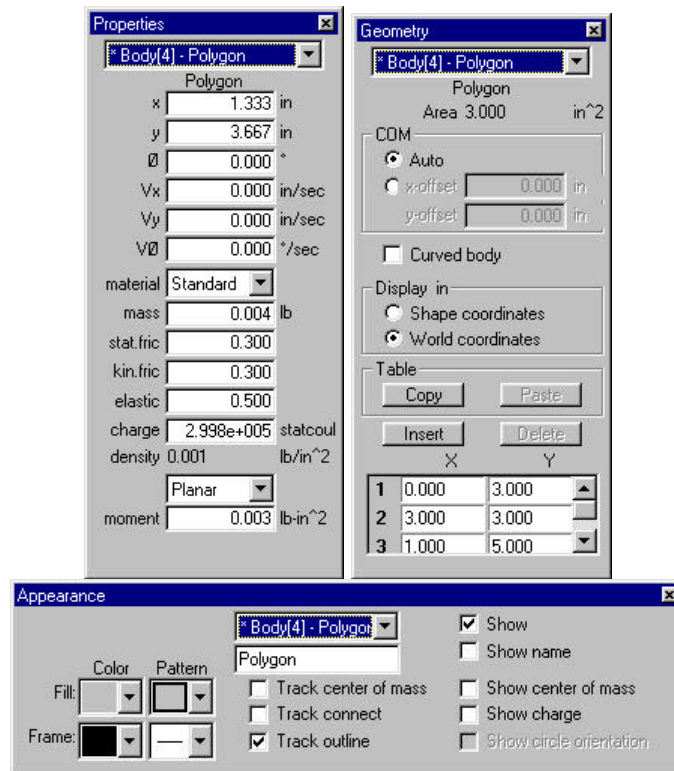 Properties
* Body[4] - Polygon
Polygon
x 1.333 in
y 3.667 in
Ø 0.000 °
Vx 0.000 in/sec
Vy 0.000 in/sec
VØ 0.000 °/sec
material Standard
mass 0.004 lb
stat.fric 0.300
kin.fric 0.300
elastic 0.500
charge 2.998e+005 statcoul
density 0.001 lb/in^2
Planar
moment 0.003 lb-in^2
Geometry
* Body[4] - Polygon
Polygon
Area 3.000 in^2
COM
Auto
x-offset 0.000 in
y-offset 0.000 in
Curved body
Display in
Shape coordinates
World coordinates
Table
Copy Paste
Insert Delete
X Y
1 0.000 3.000
2 3.000 3.000
3 1.000 5.000
Appearance
* Body[4] - Polygon
Polygon
Color Pattern
Fill:
Frame:
Track center of mass
Track connect
Track outline
Show
Show name
Show center of mass
Show charge
Show circle orientation